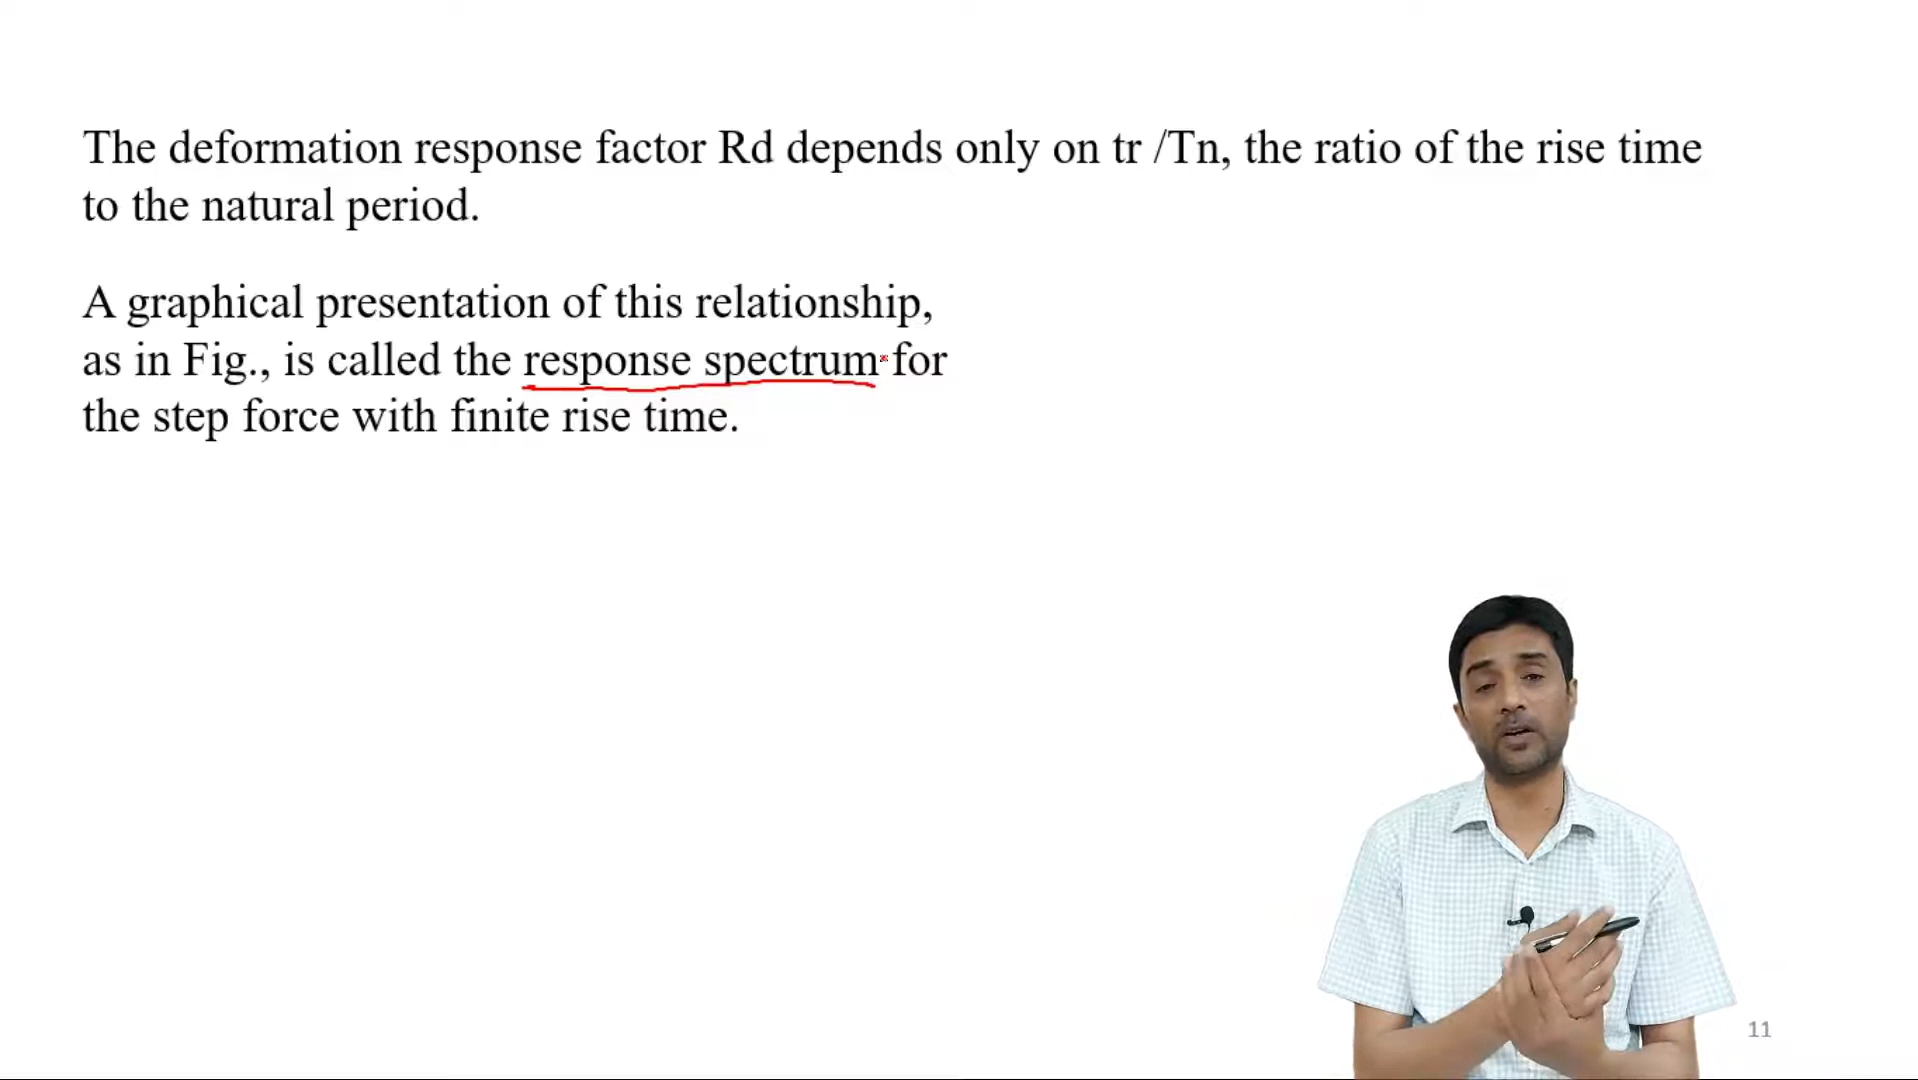 The deformation response factor Rd depends only on tr /Tn, the ratio of the rise time
to the natural period.
A graphical presentation of this relationship,
as in Fig., is called the response spectrum for
the step force with finite rise time.
11